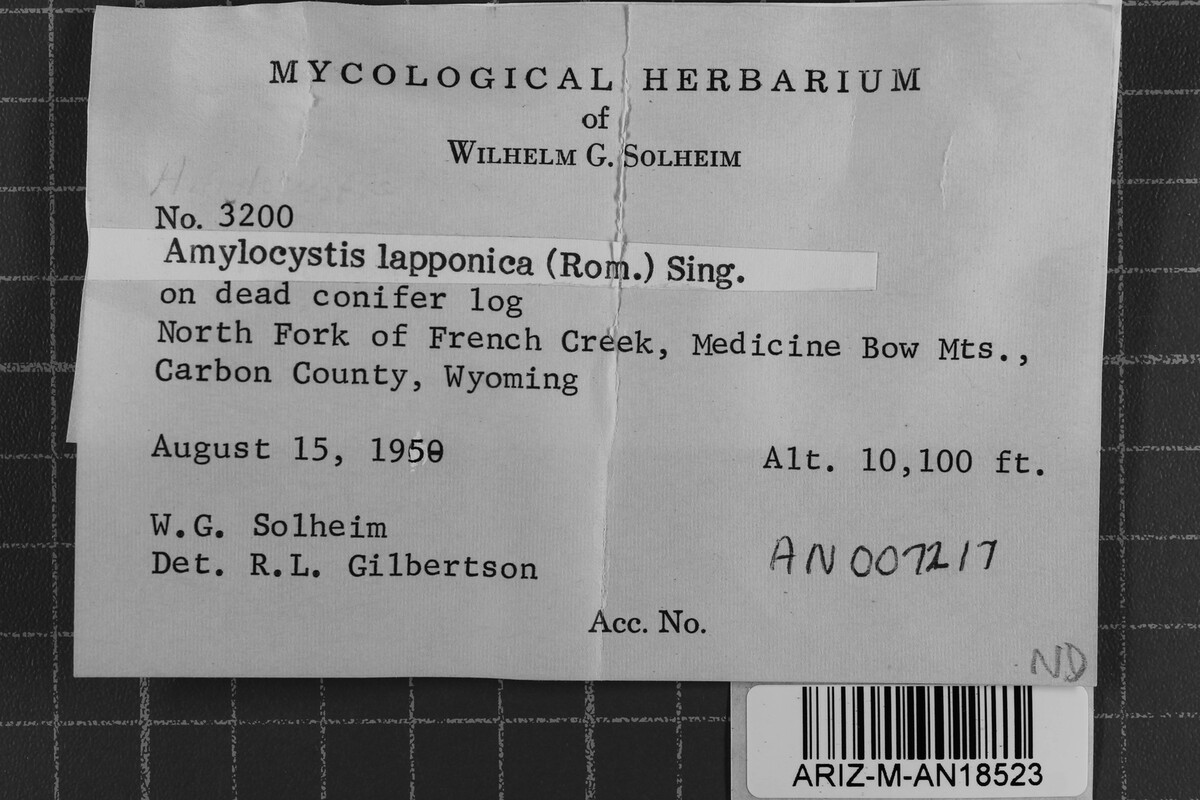 MYCOLOGICAL HERBARIUM
of
WILHELM G. SOLHEIM
No. 3200
Amylocystis lapponica (Rom.) Sing.
on dead conifer log
North Fork of French Creek, Medicine Bow Mts.,
Carbon County, Wyoming
August 15, 1950 Alt. 10,100 ft.
W.G. Solheim
Det. R.L. Gilbertson
AN 007217
Acc. No.
ND
ARIZ-M-AN18523